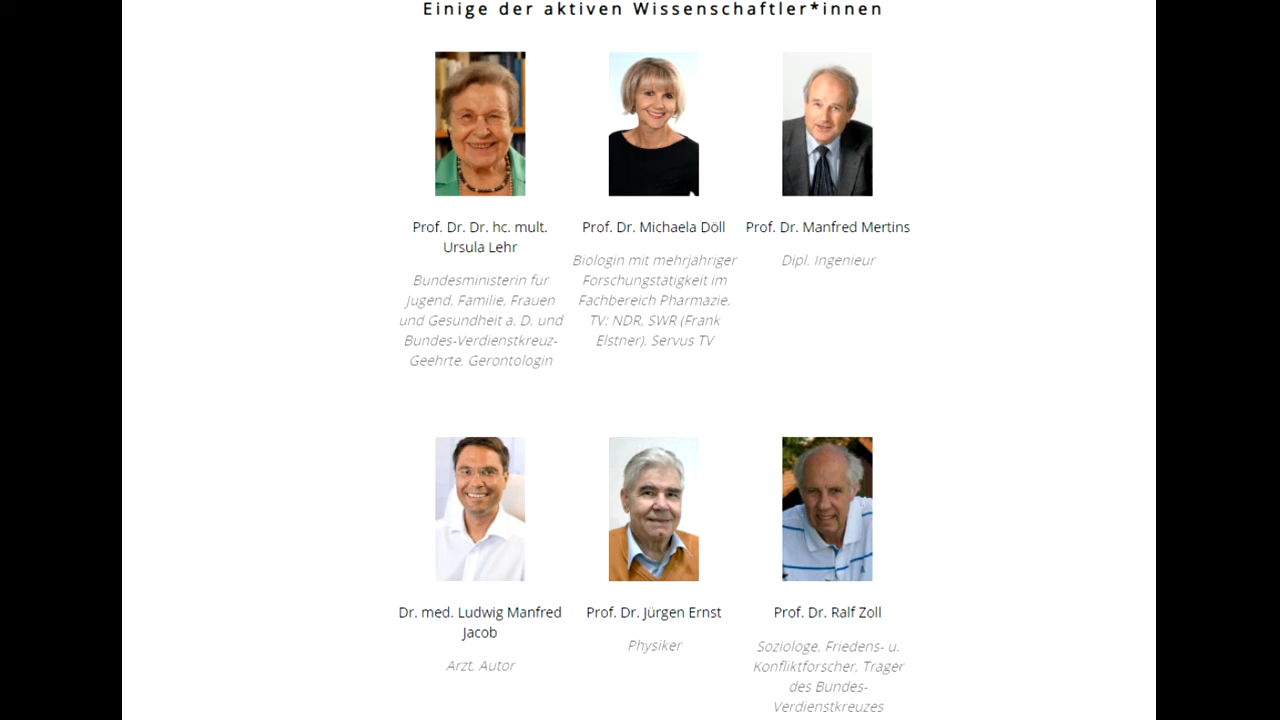 Einige der aktiven Wissenschaftler*innen
Prof. Dr. Dr. hc. mult.
Ursula Lehr
Bundesministerin für
Jugend, Familie, Frauen
und Gesundheit a. D. und
Bundes-Verdienstkreuz-
Geehrte, Gerontologin
Prof. Dr. Michaela Döll
Biologin mit mehrjähriger
Forschungstätigkeit im
Fachbereich Pharmazie,
TV: NDR, SWR (Frank
Elstner), Servus TV
Prof. Dr. Manfred Mertins
Dipl. Ingenieur
Dr. med. Ludwig Manfred
Jacob
Arzt, Autor
Prof. Dr. Jürgen Ernst
Physiker
Prof. Dr. Ralf Zoll
Soziologe, Friedens- u.
Konfliktforscher, Träger
des Bundes-
Verdienstkreuzes